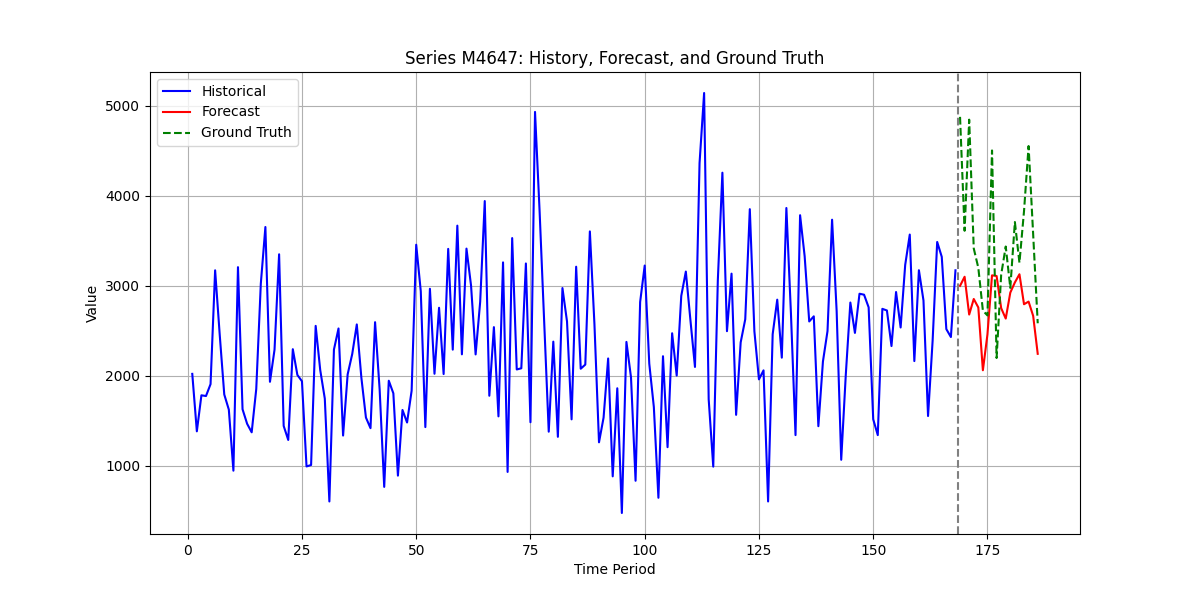 Series M4647: History, Forecast, and Ground Truth
Historical
Forecast
Ground Truth
Value
5000
4000
3000
2000
1000
0
25
50
75
100
125
150
175
Time Period